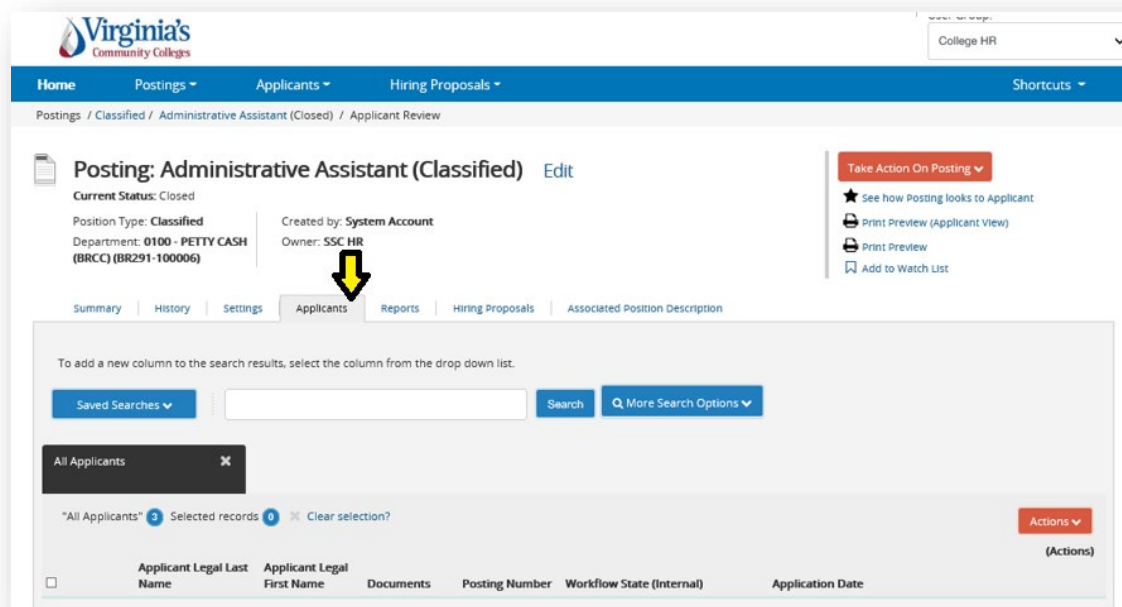 Virginia's
Community Colleges
User Group:
College HR
Home Postings Applicants Hiring Proposals Shortcuts
Postings / Classified / Administrative Assistant (Closed) / Applicant Review
Posting: Administrative Assistant (Classified) Edit
Current Status: Closed
Position Type: Classified
Department: 0100 - PETTY CASH
(BRCC) (BR291-100006)
Created by: System Account
Owner: SSC HR
Take Action On Posting
See how Posting looks to Applicant
Print Preview (Applicant View)
Print Preview
Add to Watch List
Summary History Settings Applicants Reports Hiring Proposals Associated Position Description
To add a new column to the search results, select the column from the drop down list.
Saved Searches Search More Search Options
All Applicants
"All Applicants" 3 Selected records 0 Clear selection?
Actions
(Actions)
Applicant Legal Last
Name
Applicant Legal
First Name
Documents
Posting Number
Workflow State (Internal)
Application Date